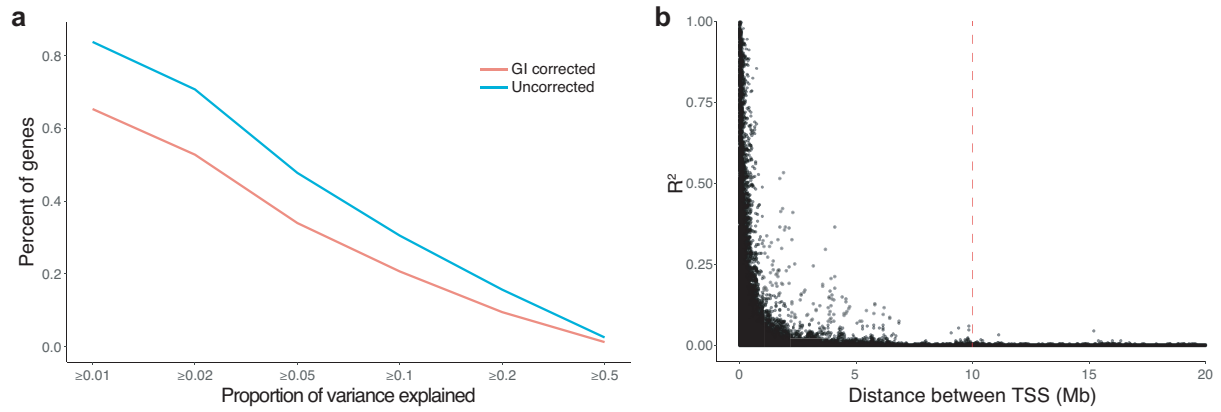 a
Percent of genes
0.8
0.6
0.4
0.2
0.0
GI corrected
Uncorrected
≥0.01 ≥0.02 ≥0.05 ≥0.1 ≥0.2 ≥0.5
Proportion of variance explained
b
R²
1.00
0.75
0.50
0.25
0.00
0 5 10 15 20
Distance between TSS (Mb)